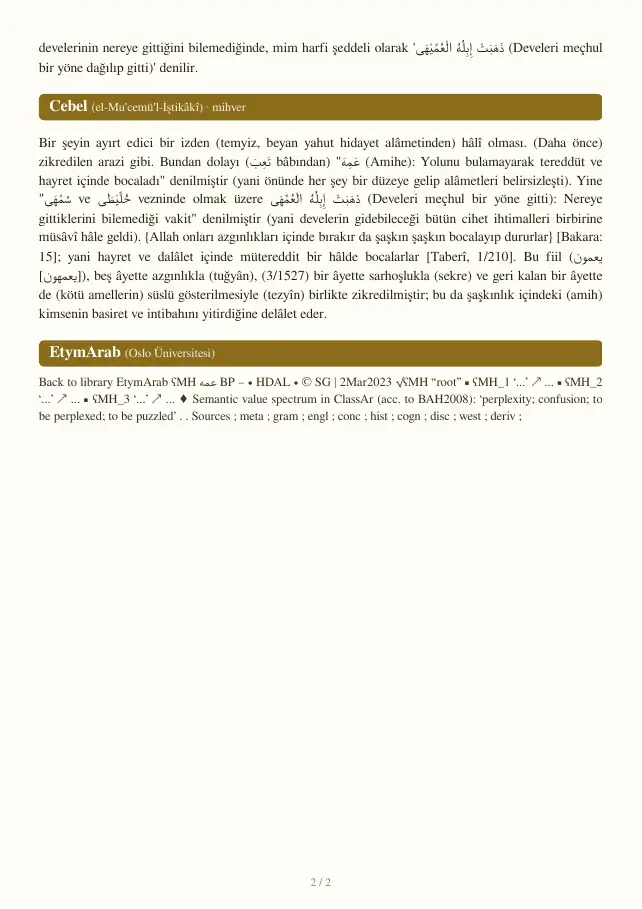 develerinin nereye gittiğini bilemediğinde, mim harfi şeddeli olarak 'ذَهَبَتْ إِبِلُهُ الْعُمَّيْهَى (Develeri meçhul
bir yöne dağılıp gitti)' denilir.
Cebel (el-Mu'cemü'l-İştikâkî) · mihver
Bir şeyin ayırt edici bir izden (temyiz, beyan yahut hidayet alâmetinden) hâlî olması. (Daha önce)
zikredilen arazi gibi. Bundan dolayı (تَعِبَ bâbından) "عَمِهَ (Amihe): Yolunu bulamayarak tereddüt ve
hayret içinde bocaladı" denilmiştir (yani önünde her şey bir düzeye gelip alâmetleri belirsizleşti). Yine
"سُمَّهَى ve خُلَّيْطَى vezninde olmak üzere ذهَبَتْ إِبِلُهُ الْعُمَّهَى (Develeri meçhul bir yöne gitti): Nereye
gittiklerini bilemediği vakit" denilmiştir (yani develerin gidebileceği bütün cihet ihtimalleri birbirine
müsâvî hâle geldi). {Allah onları azgınlıkları içinde bırakır da şaşkın şaşkın bocalayıp dururlar} [Bakara:
15]; yani hayret ve dalâlet içinde mütereddit bir hâlde bocalarlar [Taberî, 1/210]. Bu fiil (يعمون
[يعمهون]), beş âyette azgınlıkla (tuğyân), (3/1527) bir âyette sarhoşlukla (sekre) ve geri kalan bir âyette
de (kötü amellerin) süslü gösterilmesiyle (tezyîn) birlikte zikredilmiştir; bu da şaşkınlık içindeki (amih)
kimsenin basiret ve intibahını yitirdiğine delâlet eder.
EtymArab (Oslo Üniversitesi)
Back to library EtymArab ʕMH عمه BP – • HDAL • © SG | 2Mar2023 √ʕMH “root” ▪ ʕMH_1 ‘...’ ↗ ... ▪ ʕMH_2
‘...’ ↗ ... ▪ ʕMH_3 ‘...’ ↗ ... ♦ Semantic value spectrum in ClassAr (acc. to BAH2008): ‘perplexity; confusion; to
be perplexed; to be puzzled’ . . Sources ; meta ; gram ; engl ; conc ; hist ; cogn ; disc ; west ; deriv ;
2 / 2